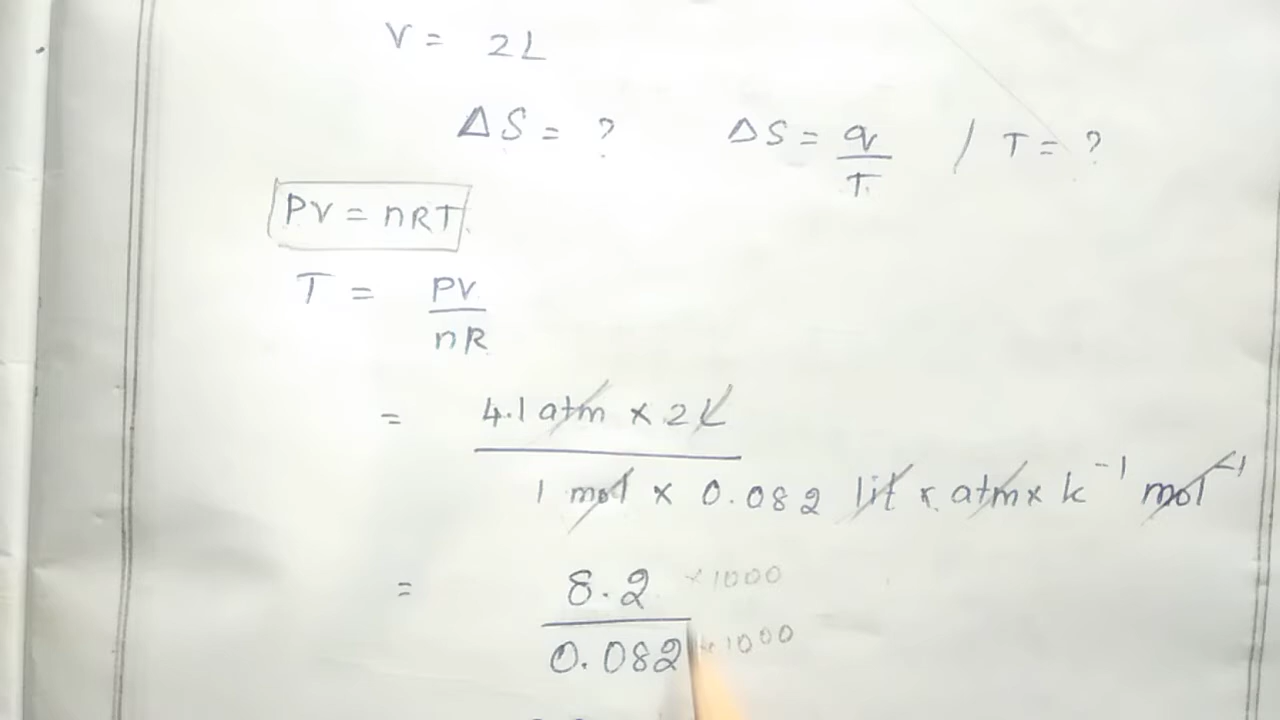 V = 2L
ΔS = ? ΔS = q/T / T = ?
PV = nRT
T = PV/nR
= 4.1 atm x 2L
1 mol x 0.082 lit x atm x k⁻¹ mol⁻¹
= 8.2 x 1000
0.082 x 1000